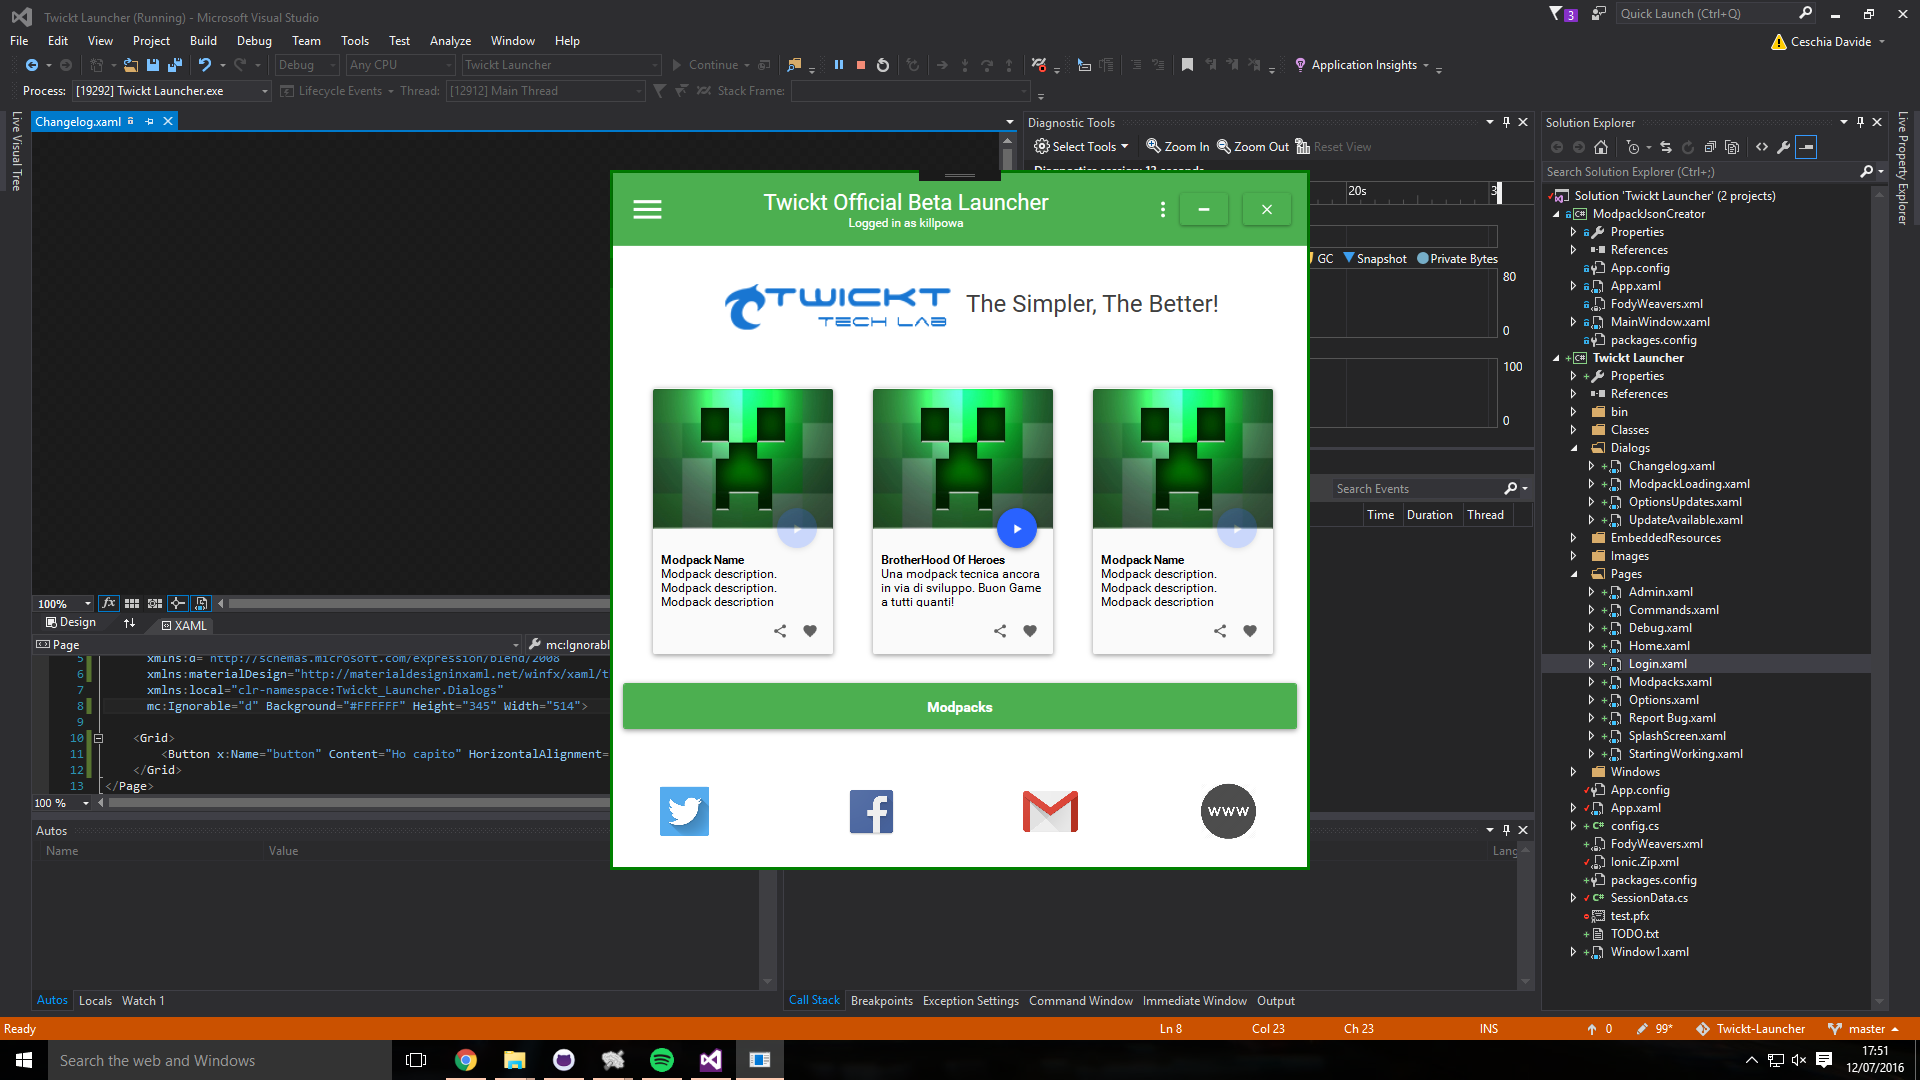 Twickt Launcher (Running) - Microsoft Visual Studio
3
Quick Launch (Ctrl+Q)
File Edit View Project Build Debug Team Tools Test Analyze Window Help
Ceschia Davide
Debug Any CPU Twickt Launcher Continue Application Insights
Process: [19292] Twickt Launcher.exe Lifecycle Events Thread: [12912] Main Thread Stack Frame:
Live Visual Tree
Changelog.xaml
Diagnostic Tools
Select Tools Zoom In Zoom Out Reset View
Diagnostics session: 13 seconds
20s
GC Snapshot Private Bytes
80
0
100
0
Search Events
Time Duration Thread
Twickt Official Beta Launcher
Logged in as killpowa
TWICKT
TECH LAB
The Simpler, The Better!
Modpack Name
Modpack description.
Modpack description.
Modpack description
BrotherHood Of Heroes
Una modpack tecnica ancora
in via di sviluppo. Buon Game
a tutti quanti!
Modpack Name
Modpack description.
Modpack description.
Modpack description
Modpacks
www
100%
Design XAML
Page mc:Ignorabl
5 xmlns:d="http://schemas.microsoft.com/expression/blend/2008"
6 xmlns:materialDesign="http://materialdesigninxaml.net/winfx/xaml/t
7 xmlns:local="clr-namespace:Twickt_Launcher.Dialogs"
8 mc:Ignorable="d" Background="#FFFFFF" Height="345" Width="514">
9
10 <Grid>
11 <Button x:Name="button" Content="Ho capito" HorizontalAlignment=
12 </Grid>
13 </Page>
100 %
Autos
Name Value
Lang
Autos Locals Watch 1
Call Stack Breakpoints Exception Settings Command Window Immediate Window Output
Solution Explorer
Search Solution Explorer (Ctrl+;)
Solution 'Twickt Launcher' (2 projects)
ModpackJsonCreator
Properties
References
App.config
App.xaml
FodyWeavers.xml
MainWindow.xaml
packages.config
Twickt Launcher
Properties
References
bin
Classes
Dialogs
Changelog.xaml
ModpackLoading.xaml
OptionsUpdates.xaml
UpdateAvailable.xaml
EmbeddedResources
Images
Pages
Admin.xaml
Commands.xaml
Debug.xaml
Home.xaml
Login.xaml
Modpacks.xaml
Options.xaml
Report Bug.xaml
SplashScreen.xaml
StartingWorking.xaml
Windows
App.config
App.xaml
config.cs
FodyWeavers.xml
Ionic.Zip.xml
packages.config
SessionData.cs
test.pfx
TODO.txt
Window1.xaml
Live Property Explorer
Ready Ln 8 Col 23 Ch 23 INS 0 99* Twickt-Launcher master
Search the web and Windows
17:51
12/07/2016